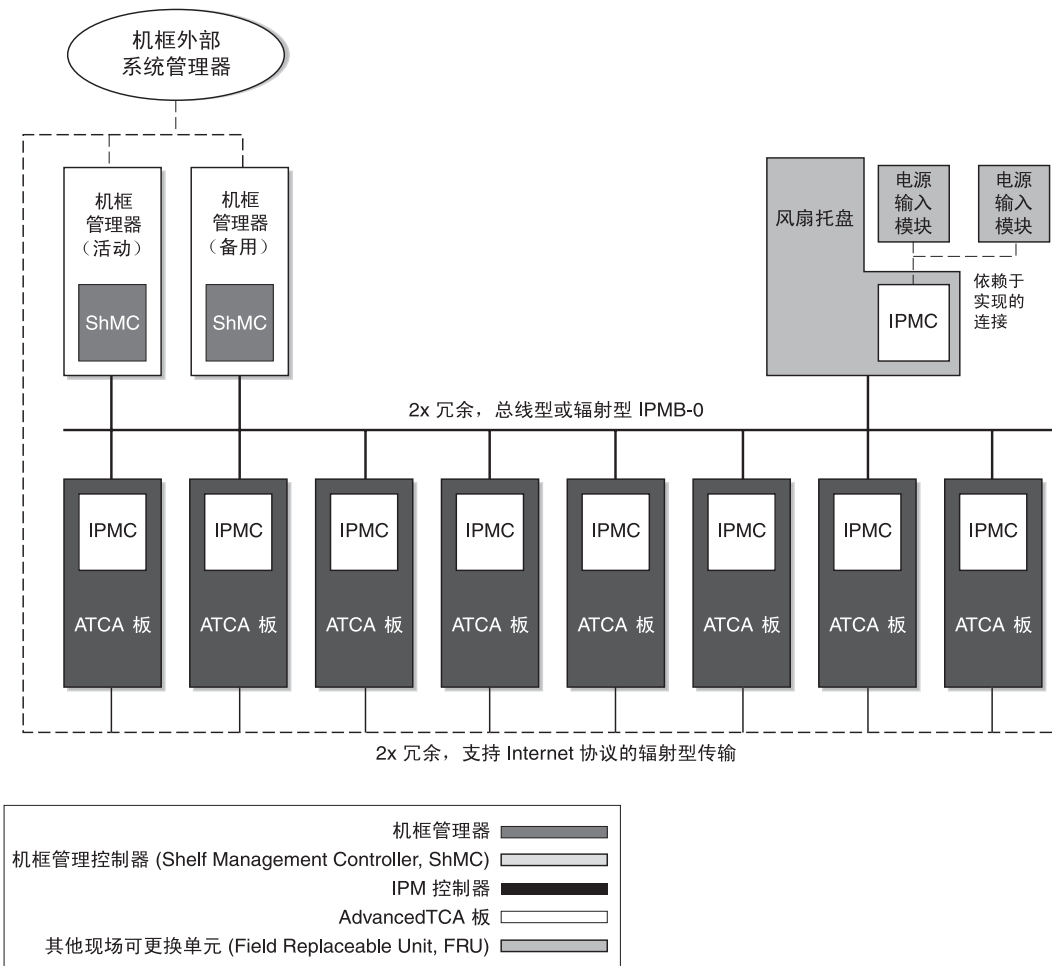 机框外部
系统管理器
机框
管理器
（活动）
ShMC
机框
管理器
（备用）
ShMC
风扇托盘
电源
输入
模块
电源
输入
模块
IPMC
依赖于
实现的
连接
2x 冗余，总线型或辐射型 IPMB-0
IPMC
IPMC
IPMC
IPMC
IPMC
IPMC
IPMC
IPMC
ATCA 板
ATCA 板
ATCA 板
ATCA 板
ATCA 板
ATCA 板
ATCA 板
ATCA 板
2x 冗余，支持 Internet 协议的辐射型传输
机框管理器
机框管理控制器 (Shelf Management Controller, ShMC)
IPM 控制器
AdvancedTCA 板
其他现场可更换单元 (Field Replaceable Unit, FRU)